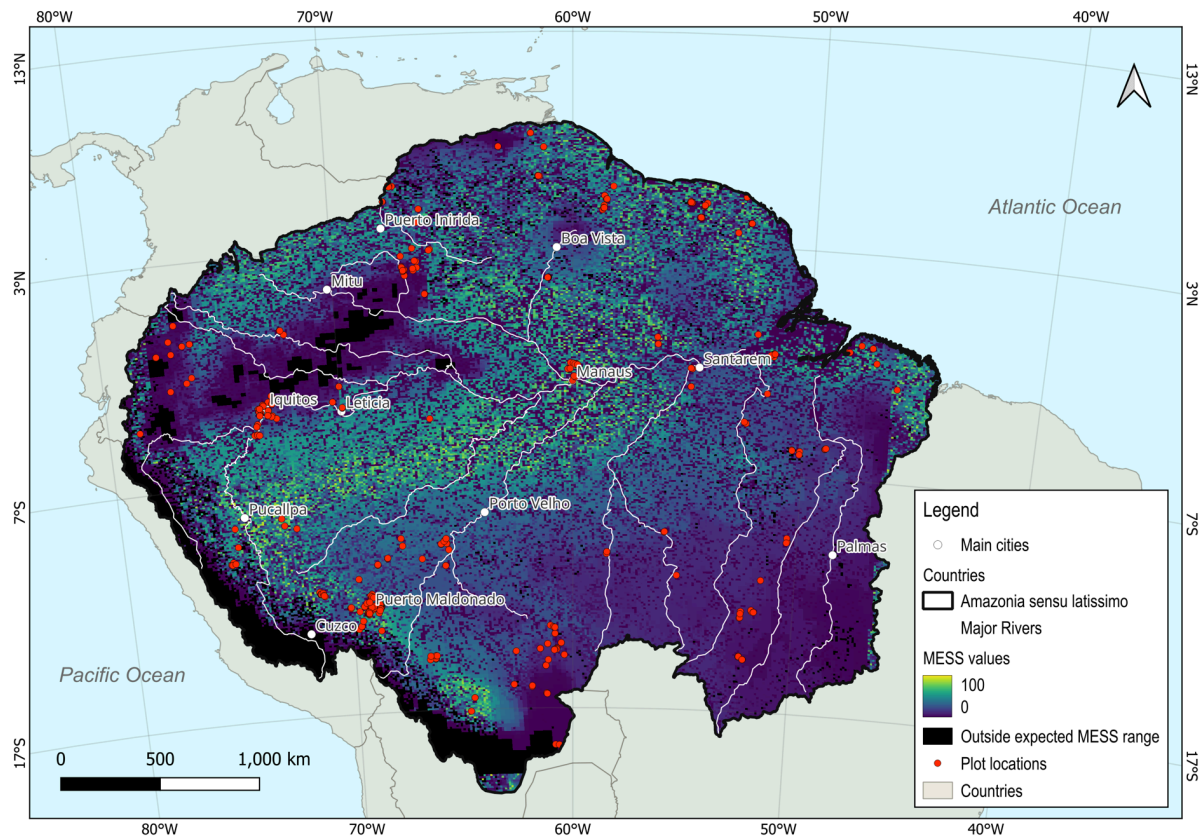 80°W 70°W 60°W 50°W 40°W
13°N 13°N
Atlantic Ocean
Puerto Inirida
Boa Vista
Mitu
3°N 3°N
Santarem
Manaus
Iquitos Leticia
7°S 7°S
Pucallpa Porto Velho
Palmas
Puerto Maldonado
Cuzco
Pacific Ocean
Legend
Main cities
Countries
Amazonia sensu latissimo
Major Rivers
MESS values
100
0
Outside expected MESS range
Plot locations
Countries
0 500 1,000 km
17°S 17°S
80°W 70°W 60°W 50°W 40°W